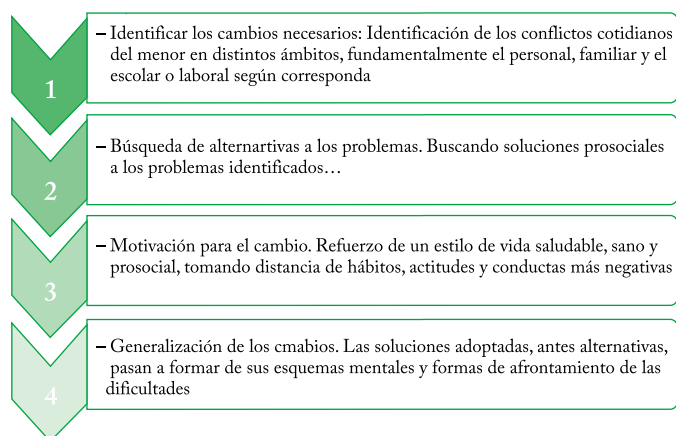 1
– Identificar los cambios necesarios: Identificación de los conflictos cotidianos
del menor en distintos ámbitos, fundamentalmente el personal, familiar y el
escolar o laboral según corresponda
2
– Búsqueda de alternartivas a los problemas. Buscando soluciones prosociales
a los problemas identificados…
3
– Motivación para el cambio. Refuerzo de un estilo de vida saludable, sano y
prosocial, tomando distancia de hábitos, actitudes y conductas más negativas
4
– Generalización de los cmabios. Las soluciones adoptadas, antes alternativas,
pasan a formar de sus esquemas mentales y formas de afrontamiento de las
dificultades